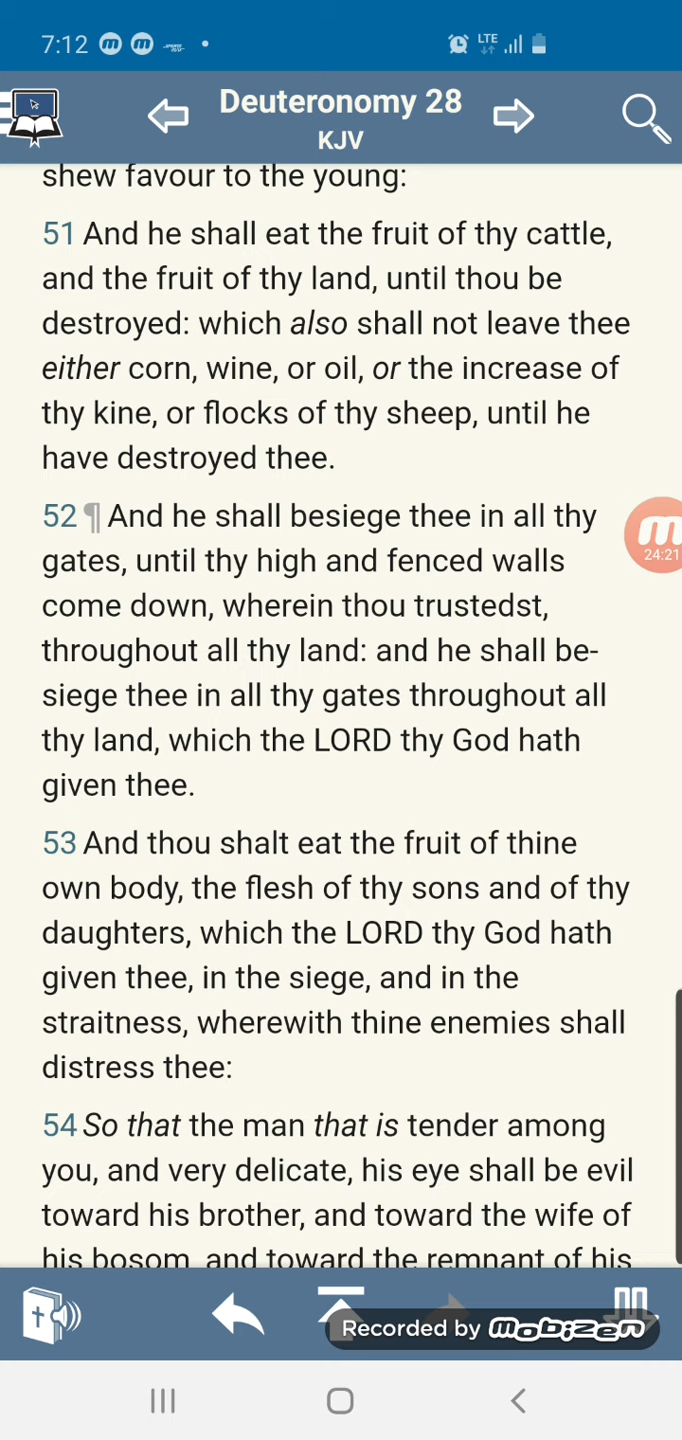 7:12
LTE
Deuteronomy 28
KJV
shew favour to the young:
51 And he shall eat the fruit of thy cattle,
and the fruit of thy land, until thou be
destroyed: which also shall not leave thee
either corn, wine, or oil, or the increase of
thy kine, or flocks of thy sheep, until he
have destroyed thee.
52 ¶ And he shall besiege thee in all thy
gates, until thy high and fenced walls
come down, wherein thou trustedst,
throughout all thy land: and he shall be-
siege thee in all thy gates throughout all
thy land, which the LORD thy God hath
given thee.
24:21
53 And thou shalt eat the fruit of thine
own body, the flesh of thy sons and of thy
daughters, which the LORD thy God hath
given thee, in the siege, and in the
straitness, wherewith thine enemies shall
distress thee:
54 So that the man that is tender among
you, and very delicate, his eye shall be evil
toward his brother, and toward the wife of
his bosom, and toward the remnant of his
Recorded by mobizen